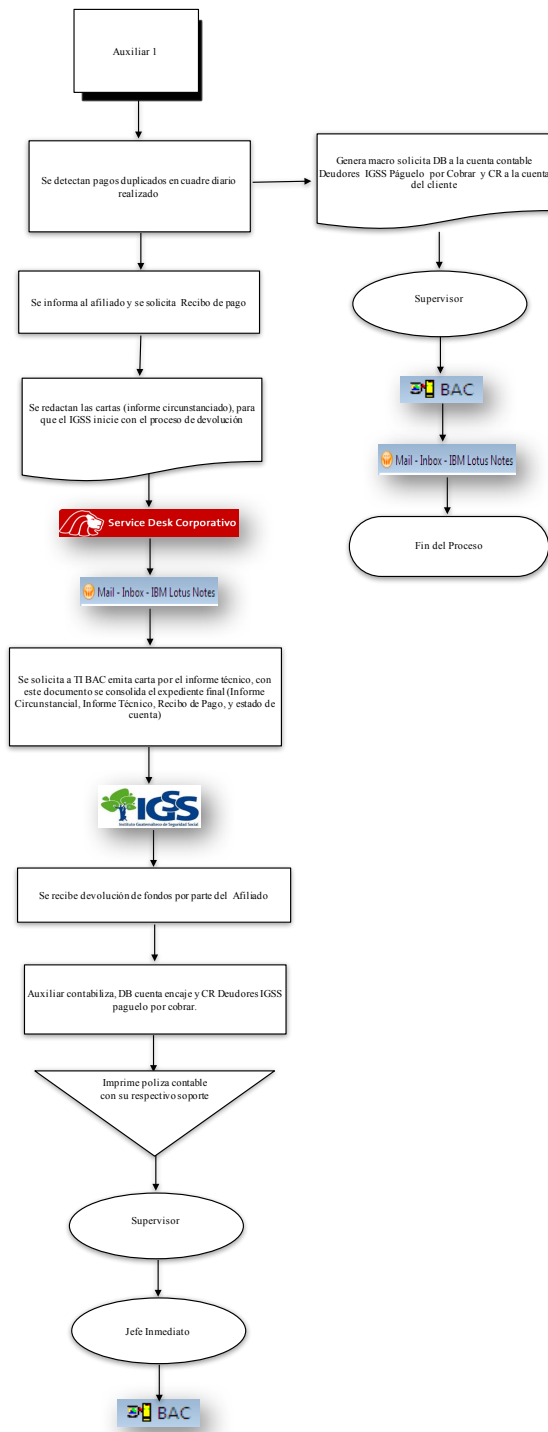 Auxiliar 1
Se detectan pagos duplicados en cuadre diario
realizado
Genera macro solicita DB a la cuenta contable
Deudores IGSS Páguelo por Cobrar y CR a la cuenta
del cliente
Supervisor
BAC
Mail - Inbox - IBM Lotus Notes
Fin del Proceso
Se informa al afiliado y se solicita Recibo de pago
Se redactan las cartas (informe circunstanciado), para
que el IGSS inicie con el proceso de devolución
Service Desk Corporativo
Mail - Inbox - IBM Lotus Notes
Se solicita a TI BAC emita carta por el informe técnico, con
este documento se consolida el expediente final (Informe
Circunstancial, Informe Técnico, Recibo de Pago, y estado de
cuenta)
IGSS
Instituto Guatemalteco de Seguridad Social
Se recibe devolución de fondos por parte del Afiliado
Auxiliar contabiliza, DB cuenta encaje y CR Deudores IGSS
paguelo por cobrar.
Imprime poliza contable
con su respectivo soporte
Supervisor
Jefe Inmediato
BAC